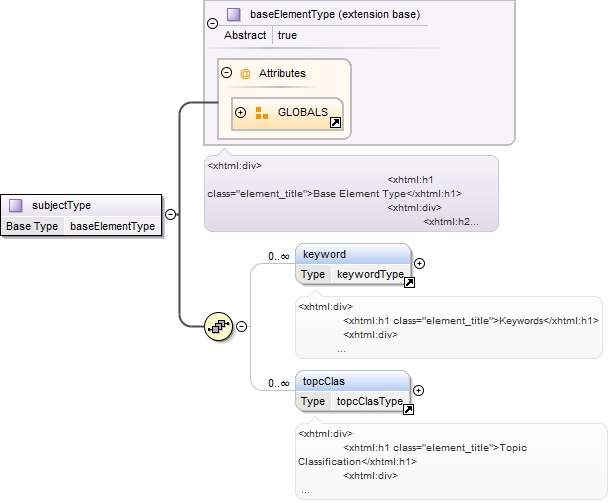 baseElementType (extension base)
Abstract true
@ Attributes
GLOBALS
<xhtml:div>
<xhtml:h1
class="element_title">Base Element Type</xhtml:h1>
<xhtml:div>
<xhtml:h2...
subjectType
Base Type baseElementType
0..∞
keyword
Type keywordType
<xhtml:div>
<xhtml:h1 class="element_title">Keywords</xhtml:h1>
<xhtml:div>
...
0..∞
topcClas
Type topcClasType
<xhtml:div>
<xhtml:h1 class="element_title">Topic
Classification</xhtml:h1>
<xhtml:div>
...